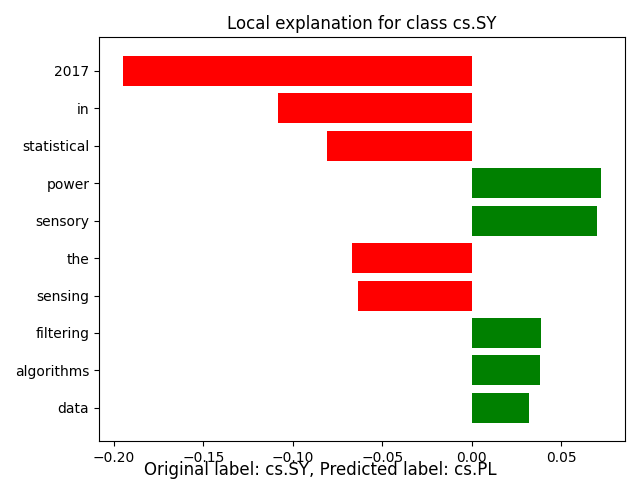 Local explanation for class cs.SY
2017
in
statistical
power
sensory
the
sensing
filtering
algorithms
data
−0.20 −0.15 −0.10 −0.05 0.00 0.05
Original label: cs.SY, Predicted label: cs.PL